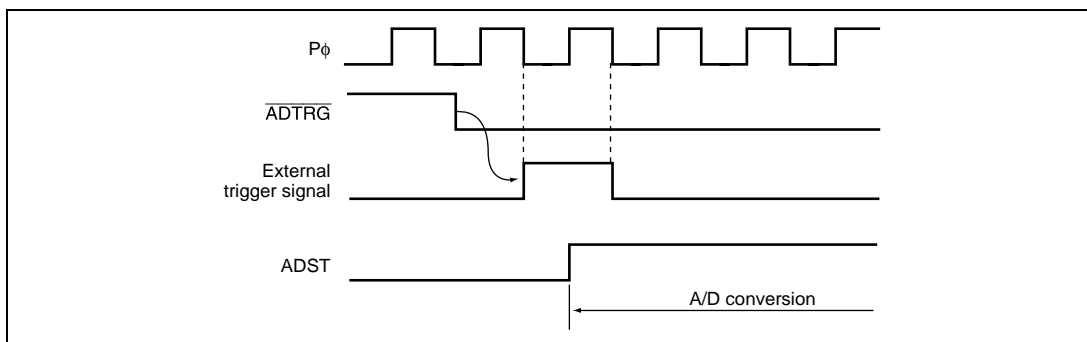 Pϕ
ADTRG
External
trigger signal
ADST
A/D conversion